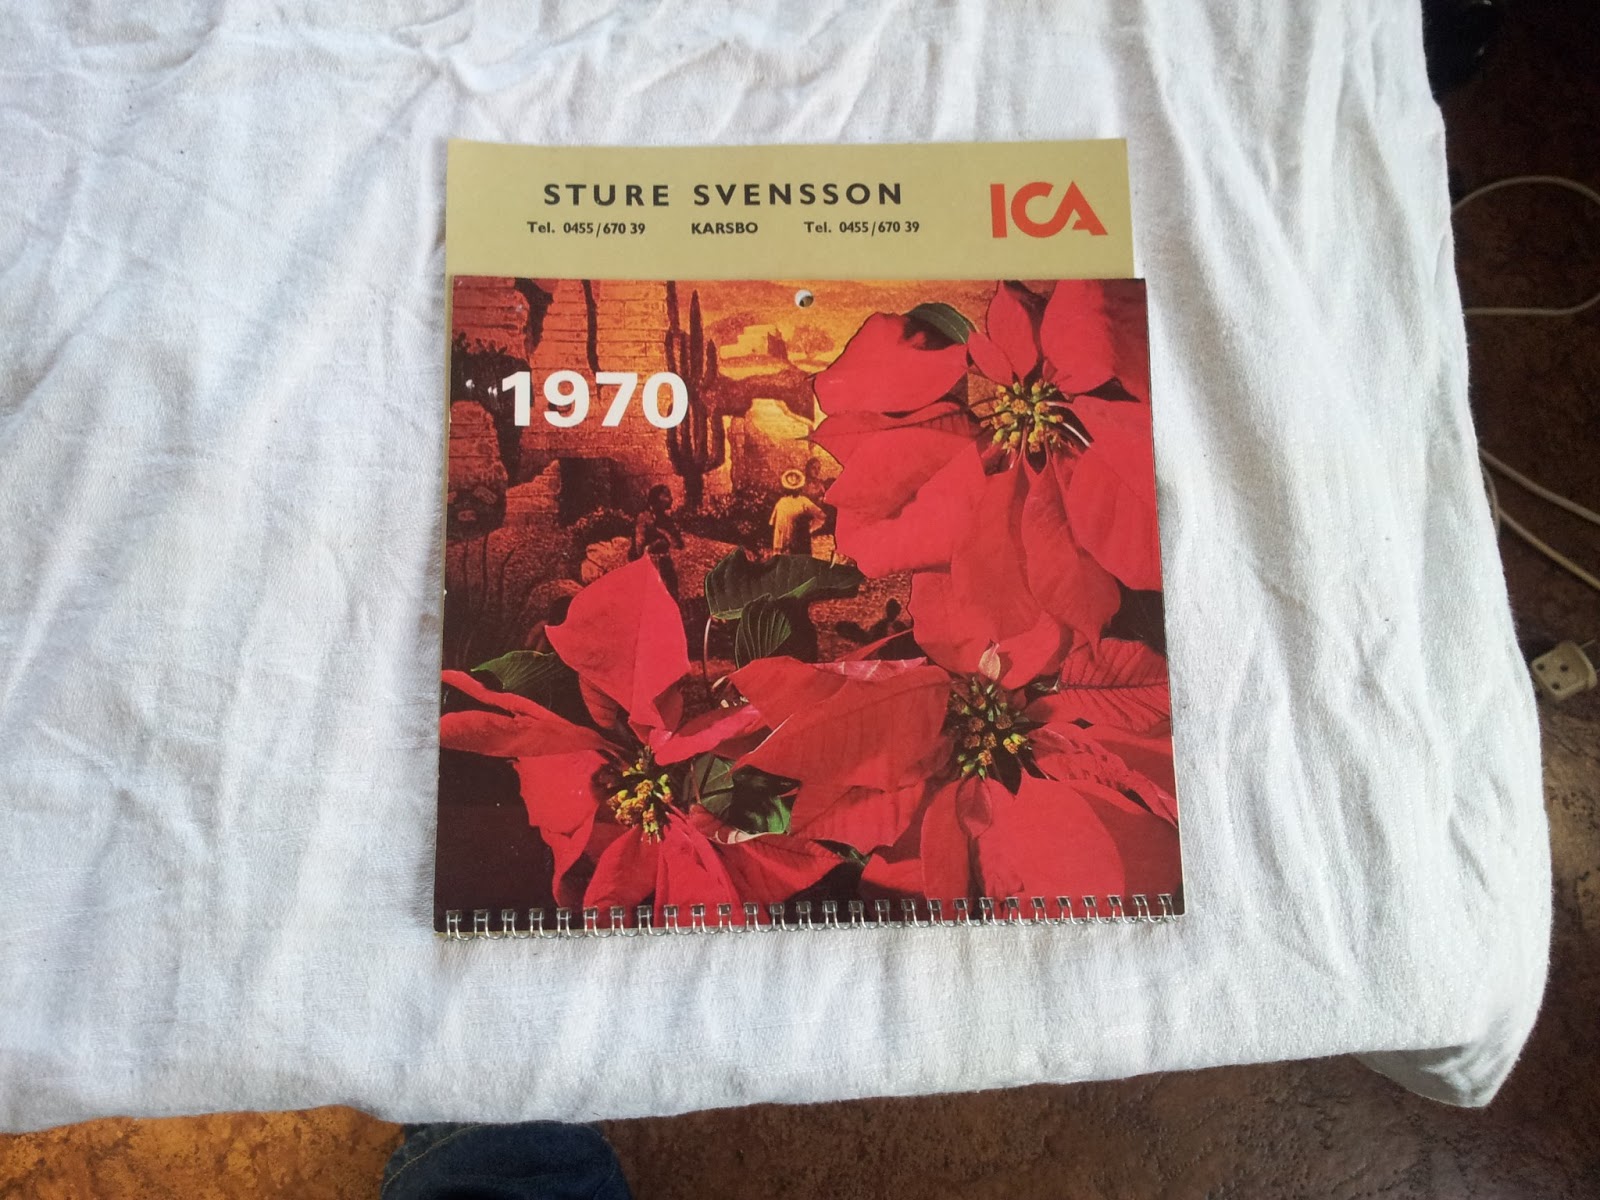 STURE SVENSSON
ICA
Tel. 0455/670 39 KARSBO Tel. 0455/670 39
1970